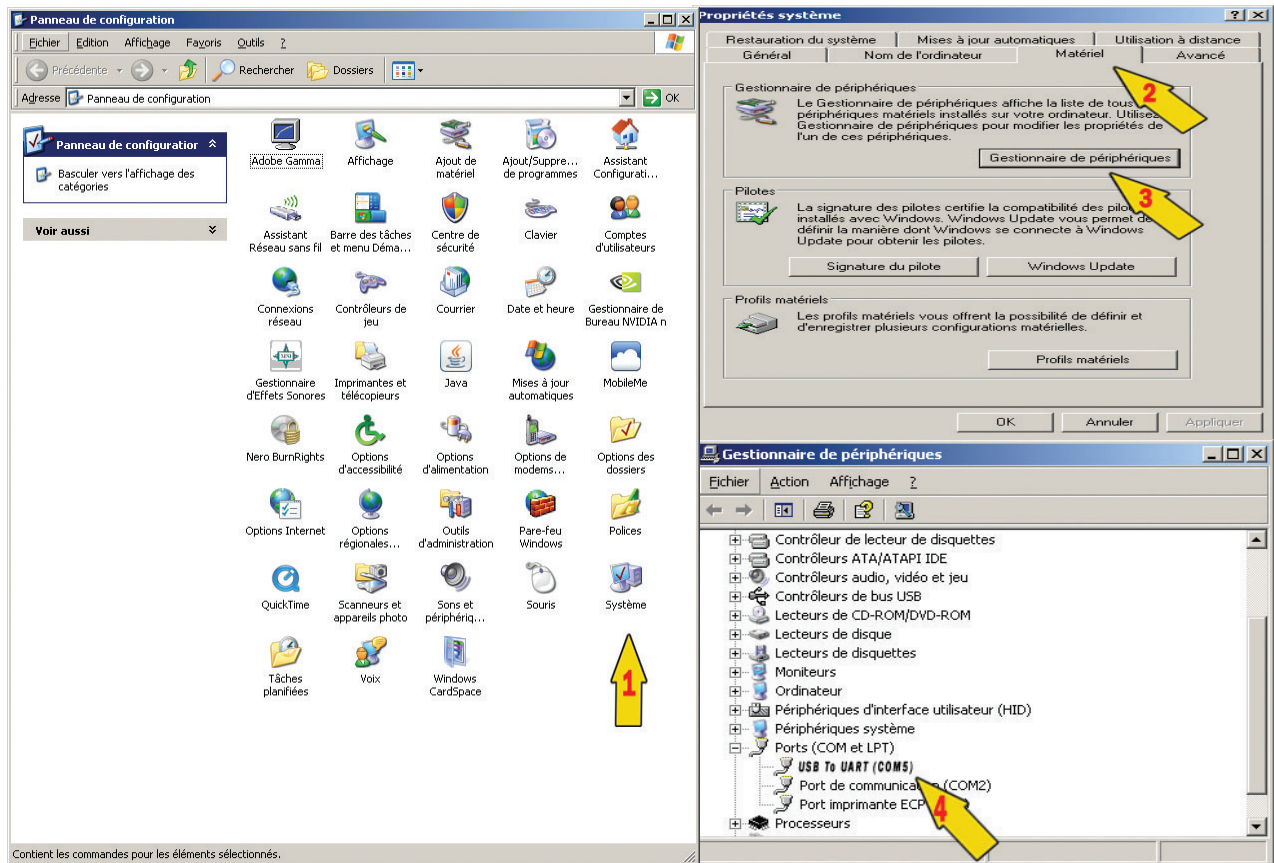 Panneau de configuration
Fichier Edition Affichage Favoris Outils ?
Précédente Rechercher Dossiers
Adresse Panneau de configuration OK
Panneau de configuration
Basculer vers l'affichage des
catégories
Voir aussi
Adobe Gamma Affichage Ajout de Ajout/Suppre... Assistant
matériel de programmes Configurati...
Assistant Barre des tâches Centre de Clavier Comptes
Réseau sans fil et menu Déma... sécurité d'utilisateurs
Connexions Contrôleurs de Courrier Date et heure Gestionnaire de
réseau jeu Bureau NVIDIA n
Gestionnaire Imprimantes et Java Mises à jour MobileMe
d'Effets Sonores télécopieurs automatiques
Nero BurnRights Options Options Options de Options des
d'accessibilité d'alimentation modems... dossiers
Options Internet Options Outils Pare-feu Polices
régionales... d'administration Windows
QuickTime Scanneurs et Sons et Souris Système
appareils photo périphériq...
Tâches Voix Windows
planifiées CardSpace
1
Contient les commandes pour les éléments sélectionnés.
Propriétés système
Restauration du système Mises à jour automatiques Utilisation à distance
Général Nom de l'ordinateur Matériel Avancé
2
Gestionnaire de périphériques
Le Gestionnaire de périphériques affiche la liste de tous
périphériques matériels installés sur votre ordinateur. Utilisez
Gestionnaire de périphériques pour modifier les propriétés de
l'un de ces périphériques.
Gestionnaire de périphériques
3
Pilotes
La signature des pilotes certifie la compatibilité des
installés avec Windows. Windows Update vous permet de
définir la manière dont Windows se connecte à Windows
Update pour obtenir les pilotes.
Signature du pilote Windows Update
Profils matériels
Les profils matériels vous offrent la possibilité de définir et
d'enregistrer plusieurs configurations matérielles.
Profils matériels
OK Annuler Appliquer
Gestionnaire de périphériques
Fichier Action Affichage ?
Contrôleur de lecteur de disquettes
Contrôleurs ATA/ATAPI IDE
Contrôleurs audio, vidéo et jeu
Contrôleurs de bus USB
Lecteurs de CD-ROM/DVD-ROM
Lecteurs de disque
Lecteurs de disquettes
Moniteurs
Ordinateur
Périphériques d'interface utilisateur (HID)
Périphériques système
Ports (COM et LPT)
USB To UART (COM5)
Port de (COM2)
Port imprimante ECP
4
Processeurs